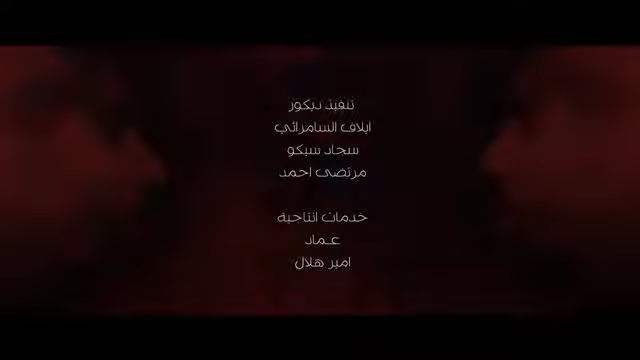 تنفيذ ديكور
ايلاف السامرائي
سجاد سيكو
مرتضى احمد
خدمات انتاجية
عماد
امير هلال